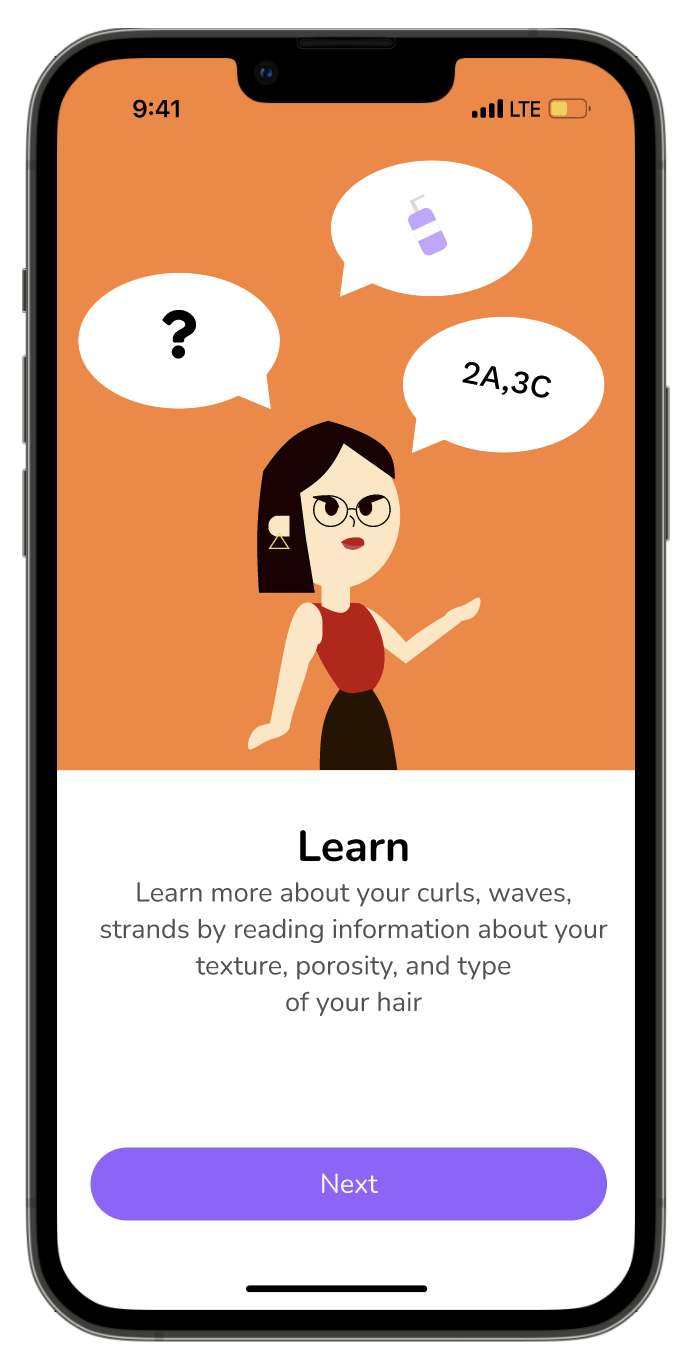 9:41
LTE
?
2A,3C
Learn
Learn more about your curls, waves,
strands by reading information about your
texture, porosity, and type
of your hair
Next